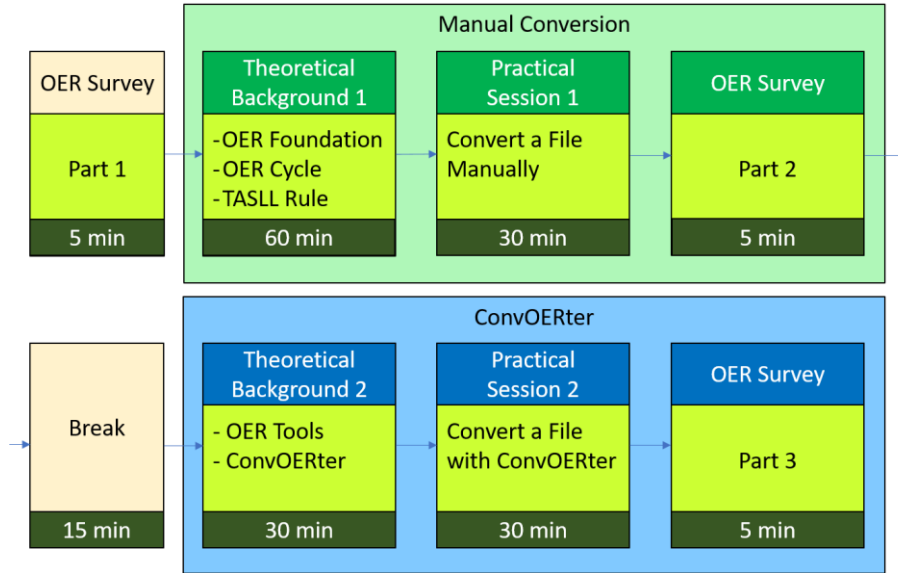 Manual Conversion
OER Survey
Part 1
5 min
Theoretical
Background 1
-OER Foundation
-OER Cycle
-TASLL Rule
60 min
Practical
Session 1
Convert a File
Manually
30 min
OER Survey
Part 2
5 min
ConvOERter
Break
15 min
Theoretical
Background 2
- OER Tools
- ConvOERter
30 min
Practical
Session 2
Convert a File
with ConvOERter
30 min
OER Survey
Part 3
5 min